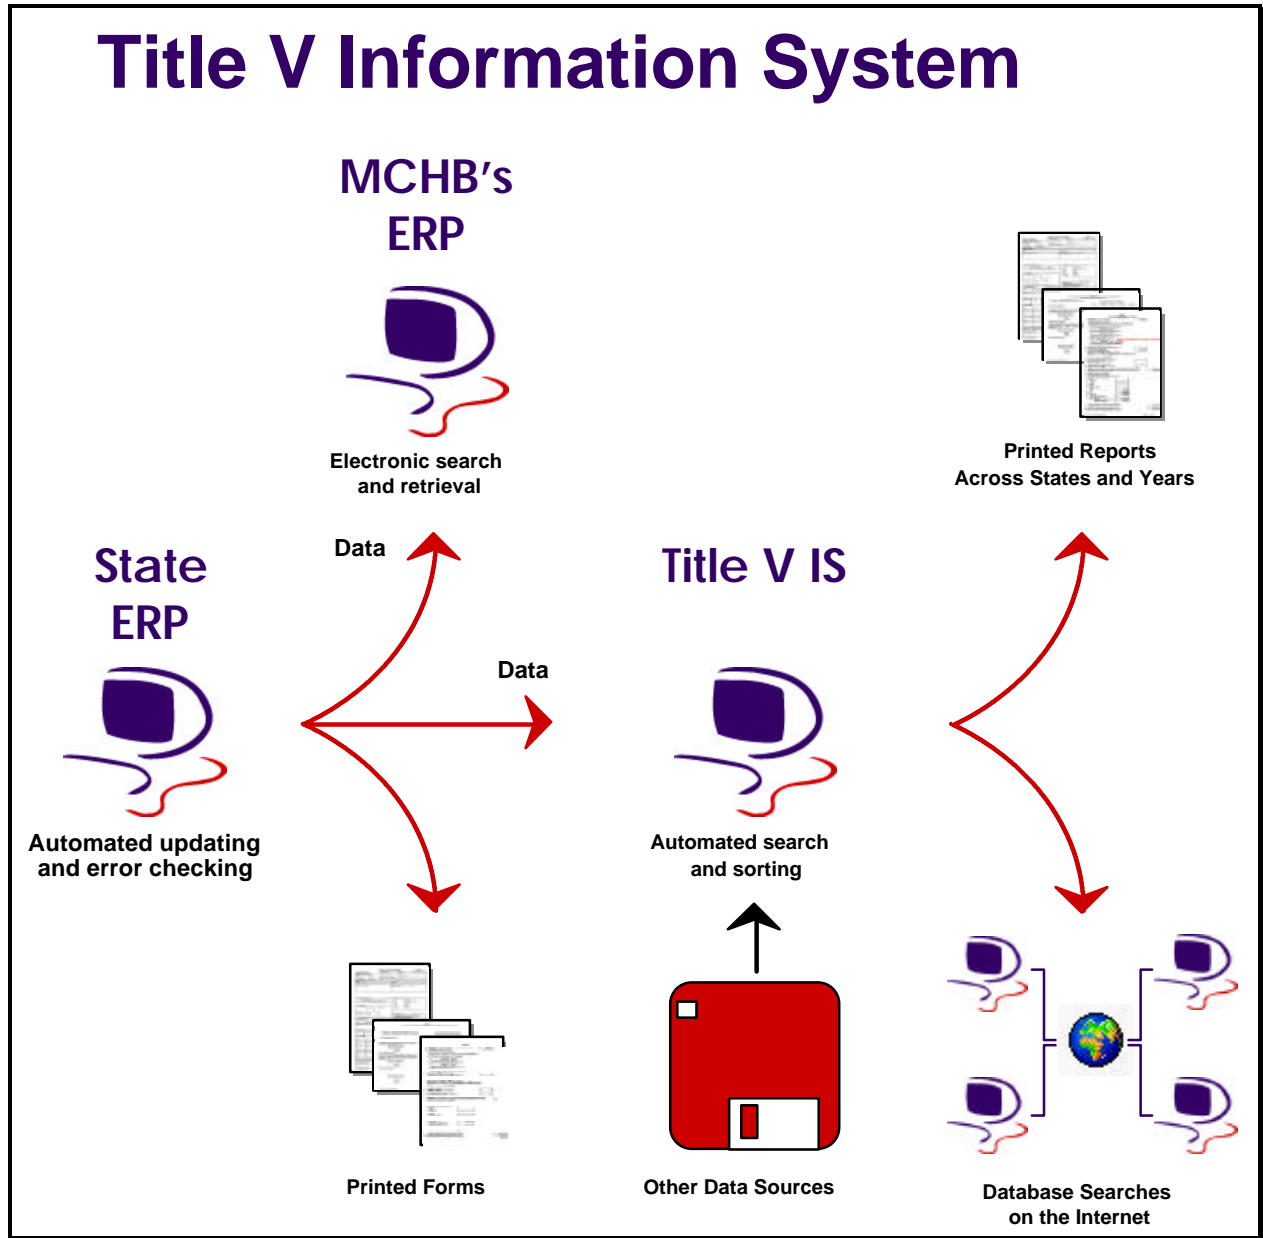 Title V Information System
MCHB's
ERP
Electronic search
and retrieval
Printed Reports
Across States and Years
Data
State
ERP
Title V IS
Data
Automated updating
and error checking
Automated search
and sorting
Printed Forms
Other Data Sources
Database Searches
on the Internet